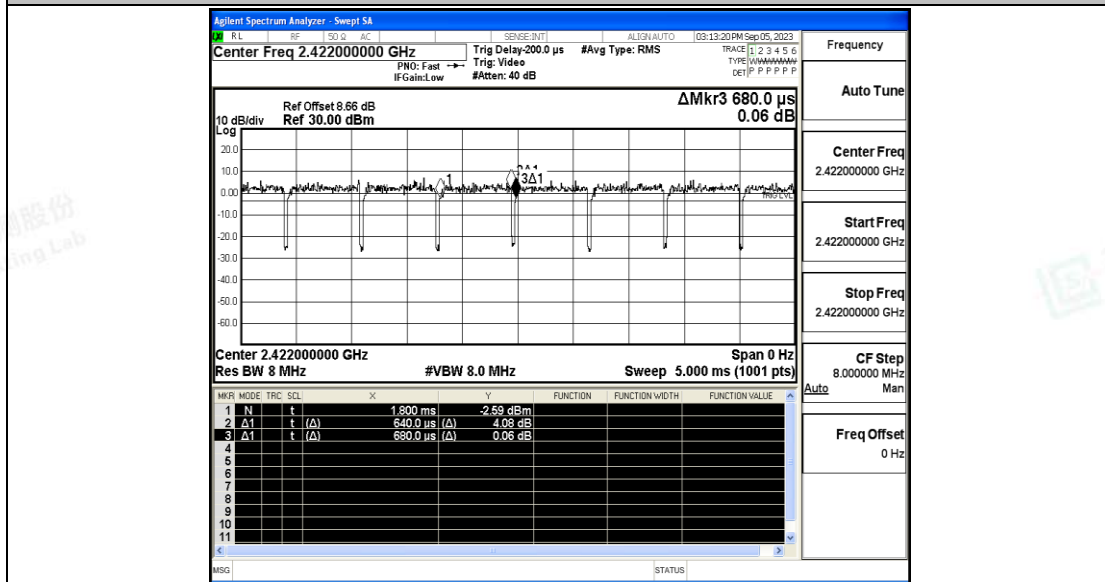 Agilent Spectrum Analyzer - Swept SA
RL RF 50 Ω AC SENSE:INT ALIGN AUTO 03:13:20 PM Sep 05, 2023
Center Freq 2.422000000 GHz
PNO: Fast
IFGain:Low
Trig Delay-200.0 µs
Trig: Video
#Atten: 40 dB
#Avg Type: RMS
TRACE 1 2 3 4 5 6
TYPE
DET P P P P P P
ΔMkr3 680.0 µs
0.06 dB
Ref Offset 8.66 dB
10 dB/div Ref 30.00 dBm
Log
20.0
10.0
0.00
-10.0
-20.0
-30.0
-40.0
-50.0
-60.0
1
3Δ1
TRIG LVL
Center 2.422000000 GHz Span 0 Hz
Res BW 8 MHz #VBW 8.0 MHz Sweep 5.000 ms (1001 pts)
MKR MODE TRC SCL X Y FUNCTION FUNCTION WIDTH FUNCTION VALUE
1 N t 1.800 ms -2.59 dBm
2 Δ1 t (Δ) 640.0 µs (Δ) 4.08 dB
3 Δ1 t (Δ) 680.0 µs (Δ) 0.06 dB
4
5
6
7
8
9
10
11
MSG STATUS
Frequency
Auto Tune
Center Freq
2.422000000 GHz
Start Freq
2.422000000 GHz
Stop Freq
2.422000000 GHz
CF Step
8.000000 MHz
Auto Man
Freq Offset
0 Hz
股份
Lab